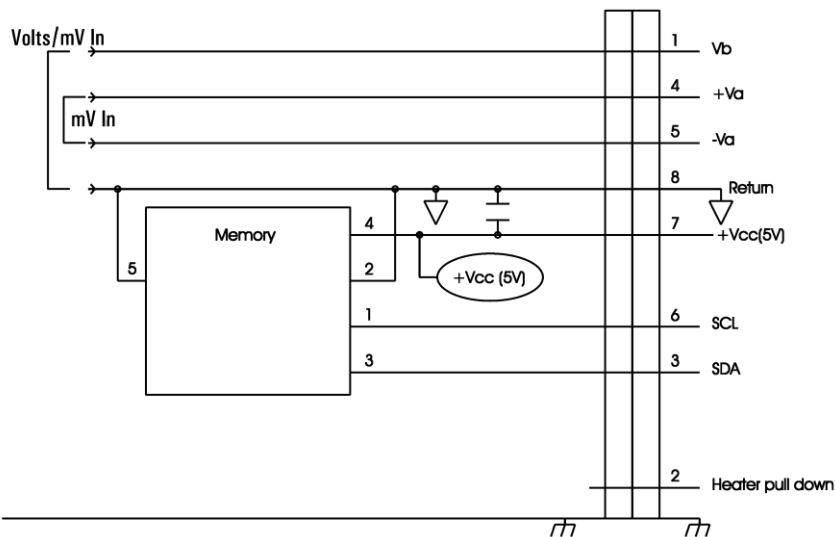 Volts/mV In
1
Vb
4
+Va
mV In
5
-Va
8
Return
Memory
4
7
+Vcc(5V)
5
2
+Vcc (5V)
1
6
SCL
3
3
SDA
2
Heater pull down